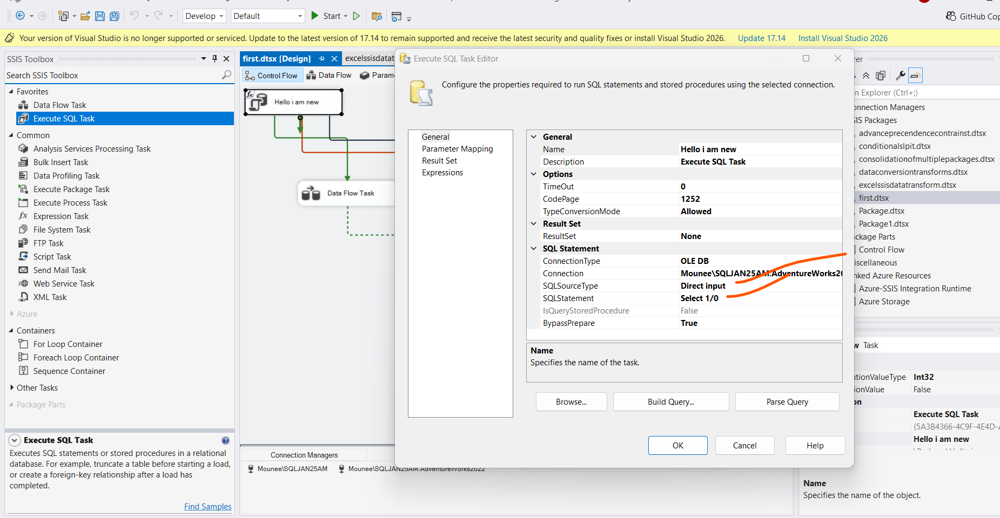 Develop
Default
Start
GitHub Cop
Your version of Visual Studio is no longer supported or serviced. Update to the latest version of 17.14 to remain supported and receive the latest security and quality fixes or install Visual Studio 2026. Update 17.14 Install Visual Studio 2026
SSIS Toolbox
Search SSIS Toolbox
Favorites
Data Flow Task
Execute SQL Task
Common
Analysis Services Processing Task
Bulk Insert Task
Data Profiling Task
Execute Package Task
Execute Process Task
Expression Task
File System Task
FTP Task
Script Task
Send Mail Task
Web Service Task
XML Task
Azure
Containers
For Loop Container
Foreach Loop Container
Sequence Container
Other Tasks
Package Parts
Execute SQL Task
Executes SQL statements or stored procedures in a relational
database. For example, truncate a table before starting a load,
or create a foreign-key relationship after a load has
completed.
Find Samples
first.dtsx [Design] excelssisdatat
Control Flow Data Flow Param
fx
Hello i am new
Data Flow Task
Connection Managers
Mounee\SQLJAN25AM Mounee\SQLJAN25AM.AdventureWorks2022
Execute SQL Task Editor
Configure the properties required to run SQL statements and stored procedures using the selected connection.
General
Parameter Mapping
Result Set
Expressions
General
Name Hello i am new
Description Execute SQL Task
Options
TimeOut 0
CodePage 1252
TypeConversionMode Allowed
Result Set
ResultSet None
SQL Statement
ConnectionType OLE DB
Connection Mounee\SQLJAN25AM.AdventureWorks20
SQLSourceType Direct input
SQLStatement Select 1/0
IsQueryStoredProcedure False
BypassPrepare True
Name
Specifies the name of the task.
Browse... Build Query... Parse Query
OK Cancel Help
rer
n Explorer (Ctrl+;)
onnection Managers
SIS Packages
advanceprecendencecontrainst.dtsx
conditionalslpit.dtsx
consolidationofmultiplepackages.dtsx
dataconversiontransforms.dtsx
excelssisdatatransform.dtsx
first.dtsx
Package.dtsx
Package1.dtsx
ackage Parts
Control Flow
iscellaneous
nked Azure Resources
Azure-SSIS Integration Runtime
Azure Storage
w Task
utionValueType Int32
ionValue False
on
Execute SQL Task
{5A3B4366-4C9F-4E4D-A
Hello i am new
Name
Specifies the name of the object.